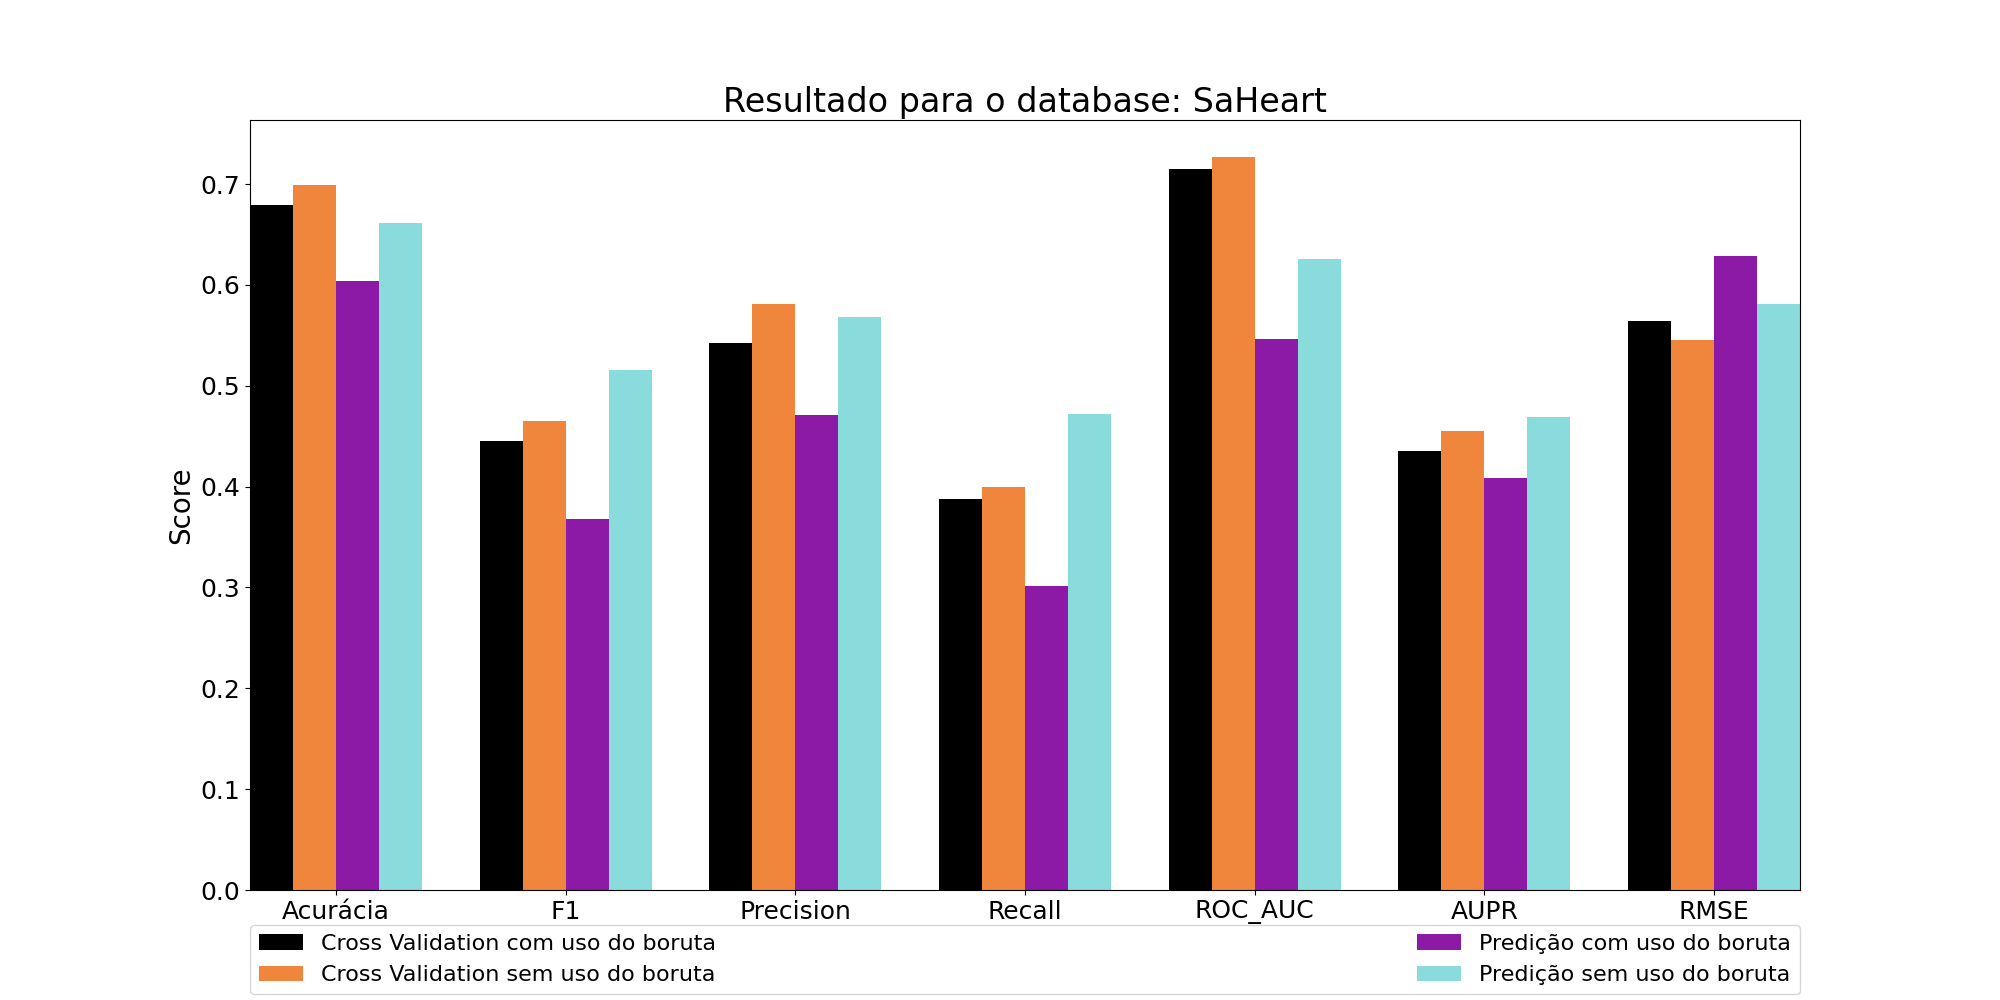 Resultado para o database: SaHeart
Score
0.7
0.6
0.5
0.4
0.3
0.2
0.1
0.0
Acurácia F1 Precision Recall ROC_AUC AUPR RMSE
Cross Validation com uso do boruta
Cross Validation sem uso do boruta
Predição com uso do boruta
Predição sem uso do boruta